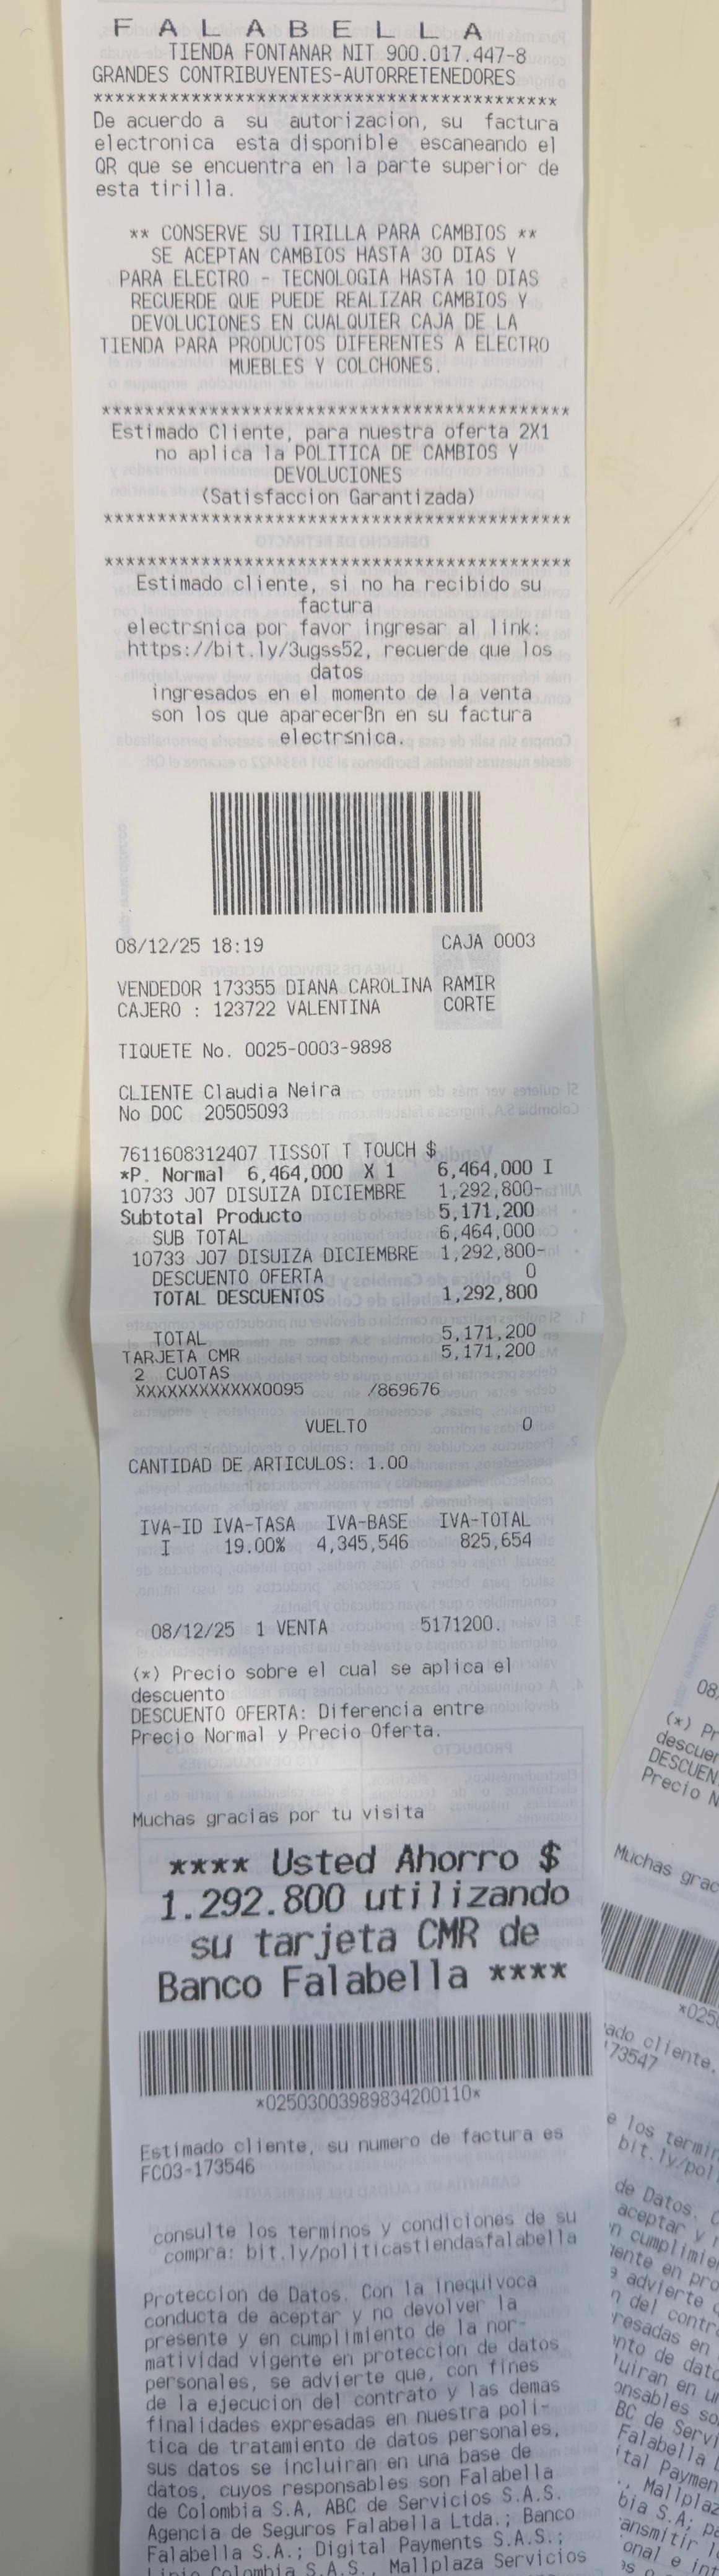 F A L A B E L L A
TIENDA FONTANAR NIT 900.017.447-8
GRANDES CONTRIBUYENTES-AUTORRETENEDORES
*******************************************
De acuerdo a su autorizacion, su factura
electronica esta disponible escaneando el
QR que se encuentra en la parte superior de
esta tirilla.
** CONSERVE SU TIRILLA PARA CAMBIOS **
SE ACEPTAN CAMBIOS HASTA 30 DIAS Y
PARA ELECTRO - TECNOLOGIA HASTA 10 DIAS
RECUERDE QUE PUEDE REALIZAR CAMBIOS Y
DEVOLUCIONES EN CUALQUIER CAJA DE LA
TIENDA PARA PRODUCTOS DIFERENTES A ELECTRO
MUEBLES Y COLCHONES.
*******************************************
Estimado Cliente, para nuestra oferta 2X1
no aplica la POLITICA DE CAMBIOS Y
DEVOLUCIONES
(Satisfaccion Garantizada)
*******************************************
*******************************************
Estimado cliente, si no ha recibido su
factura
electr≤nica por favor ingresar al link:
https://bit.ly/3ugss52, recuerde que los
datos
ingresados en el momento de la venta
son los que aparecerßn en su factura
electr≤nica.
08/12/25 18:19 CAJA 0003
VENDEDOR 173355 DIANA CAROLINA RAMIR
CAJERO : 123722 VALENTINA CORTE
TIQUETE No. 0025-0003-9898
CLIENTE Claudia Neira
No DOC 20505093
7611608312407 TISSOT T TOUCH $
*P. Normal 6,464,000 X 1 6,464,000 I
10733 J07 DISUIZA DICIEMBRE 1,292,800-
Subtotal Producto 5,171,200
SUB TOTAL 6,464,000
10733 J07 DISUIZA DICIEMBRE 1,292,800-
DESCUENTO OFERTA 0
TOTAL DESCUENTOS 1,292,800
TOTAL 5,171,200
TARJETA CMR 5,171,200
2 CUOTAS
XXXXXXXXXXXX0095 /869676
VUELTO 0
CANTIDAD DE ARTICULOS: 1.00
IVA-ID IVA-TASA IVA-BASE IVA-TOTAL
I 19.00% 4,345,546 825,654
08/12/25 1 VENTA 5171200.
(*) Precio sobre el cual se aplica el
descuento
DESCUENTO OFERTA: Diferencia entre
Precio Normal y Precio Oferta.
Muchas gracias por tu visita
**** Usted Ahorro $
1.292.800 utilizando
su tarjeta CMR de
Banco Falabella ****
*02503003989834200110*
Estimado cliente, su numero de factura es
FC03-173546
consulte los terminos y condiciones de su
compra: bit.ly/politicastiendasfalabella
Proteccion de Datos. Con la inequivoca
conducta de aceptar y no devolver la
presente y en cumplimiento de la nor-
matividad vigente en proteccion de datos
personales, se advierte que, con fines
de la ejecucion del contrato y las demas
finalidades expresadas en nuestra poli-
tica de tratamiento de datos personales,
sus datos se incluiran en una base de
datos, cuyos responsables son Falabella
de Colombia S.A, ABC de Servicios S.A.S.
Agencia de Seguros Falabella Ltda.; Banco
Falabella S.A.; Digital Payments S.A.S.;
Linio Colombia S.A.S., Mallplaza Servicios